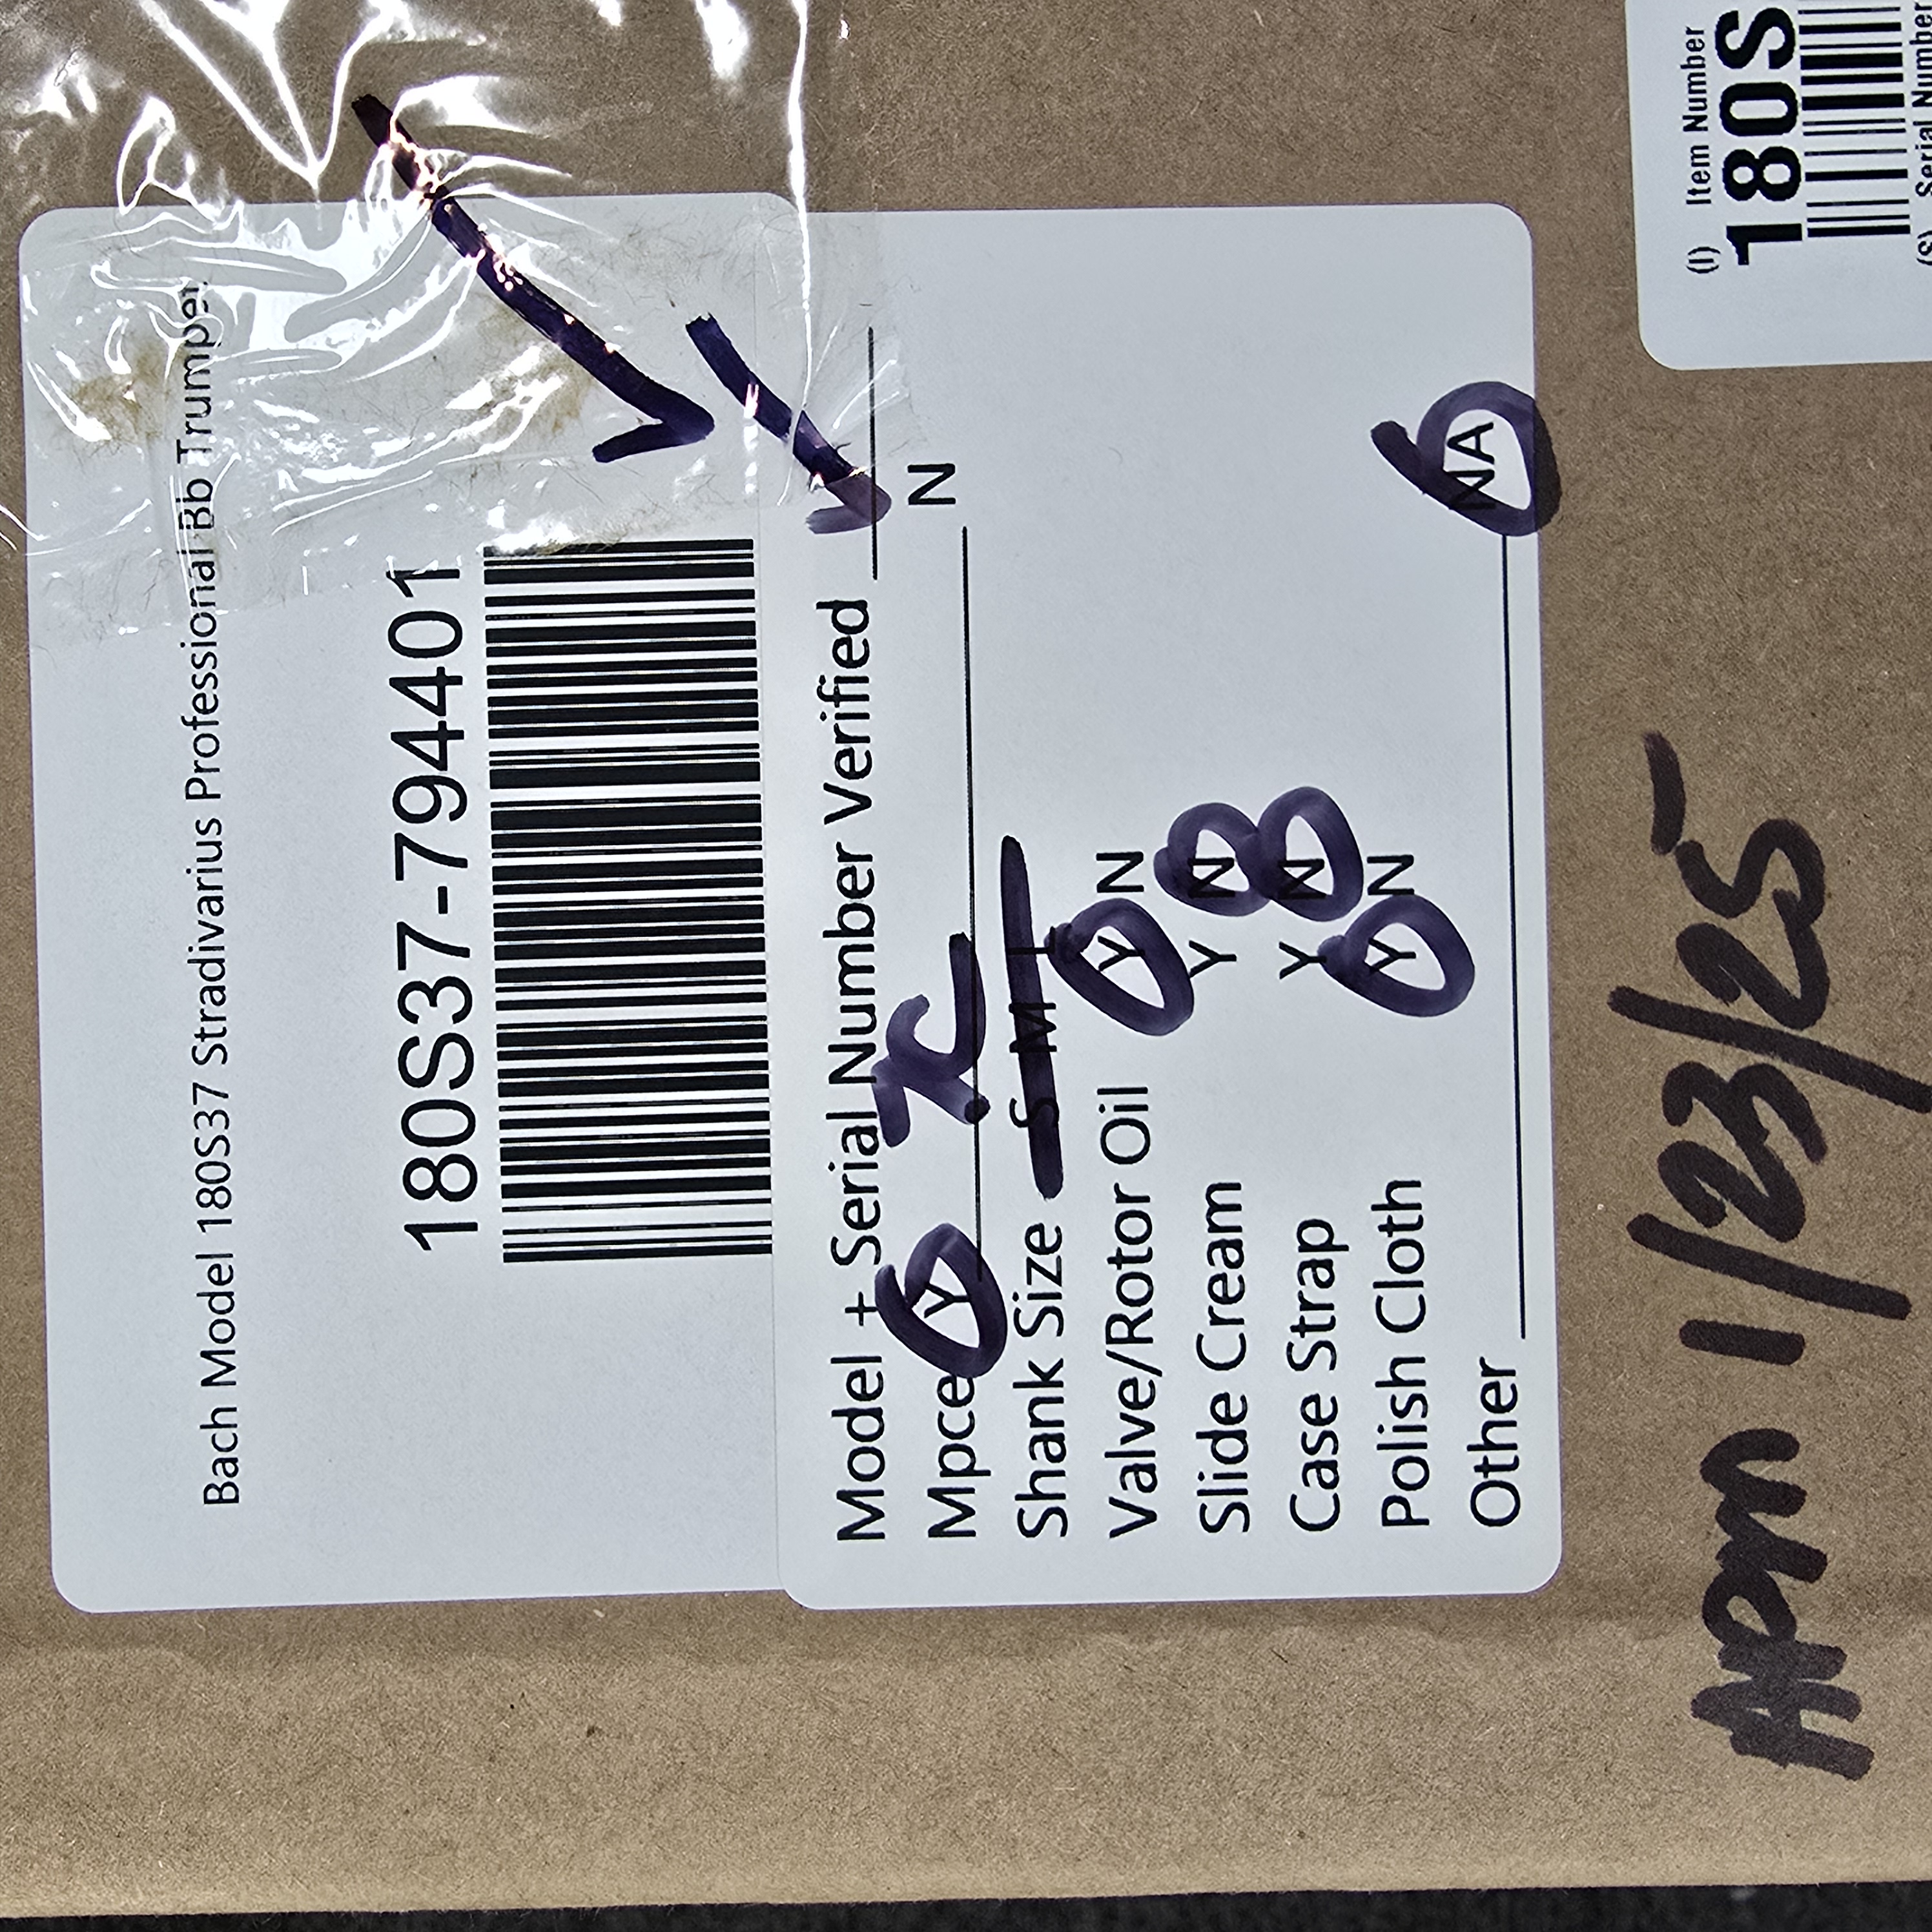 Bach Model 180S37 Stradivarius Professional Bb Trumpet
180S37-794401
Model + Serial Number Verified
Mpce Y 7C N
Shank Size S M L
Valve/Rotor Oil Y N
Slide Cream Y N
Case Strap Y N
Polish Cloth Y N
Other NA
1/23/25
(I) Item Number
180S
(S) Serial Number